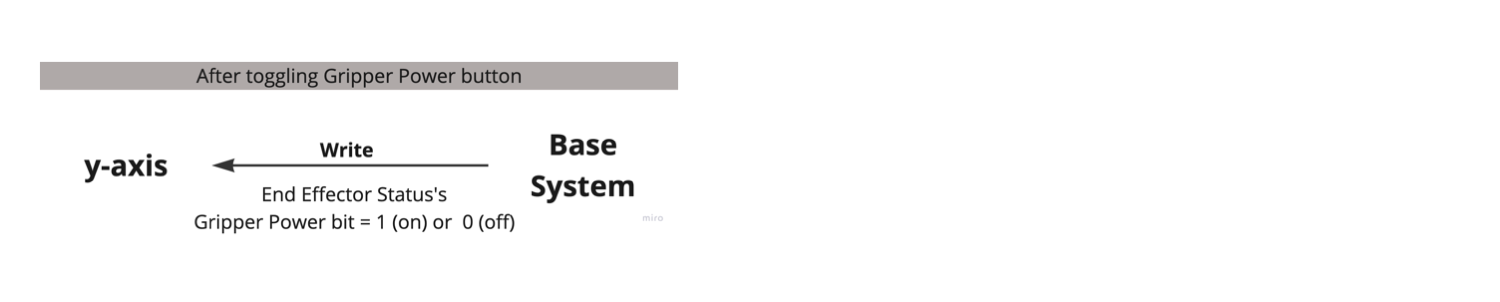 After toggling Gripper Power button
y-axis
Write
End Effector Status's
Gripper Power bit = 1 (on) or  0 (off)
Base
System
miro